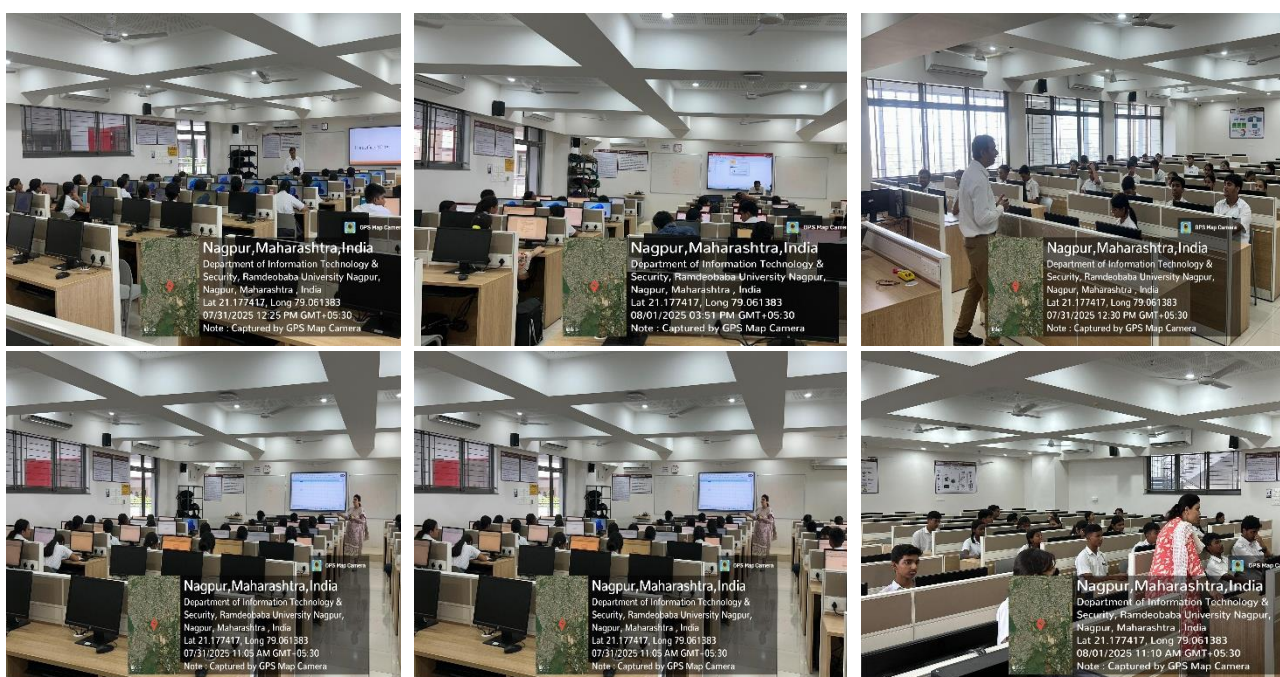 GPS Map Camera
Nagpur,Maharashtra,India
Department of Information Technology &
Security, Ramdeobaba University Nagpur,
Nagpur, Maharashtra , India
Lat 21.177417, Long 79.061383
07/31/2025 12:25 PM GMT+05:30
Note : Captured by GPS Map Camera
GPS Map Camera
Nagpur,Maharashtra,India
Department of Information Technology &
Security, Ramdeobaba University Nagpur,
Nagpur, Maharashtra , India
Lat 21.177417, Long 79.061383
08/01/2025 03:51 PM GMT+05:30
Note : Captured by GPS Map Camera
GPS Map
Nagpur,Maharashtra,India
Department of Information Technology &
Security, Ramdeobaba University Nagpur,
Nagpur, Maharashtra , India
Lat 21.177417, Long 79.061383
07/31/2025 12:30 PM GMT+05:30
Note : Captured by GPS Map Camera
GPS Map Camera
Nagpur,Maharashtra,India
Department of Information Technology &
Security, Ramdeobaba University Nagpur,
Nagpur, Maharashtra , India
Lat 21.177417, Long 79.061383
07/31/2025 11:05 AM GMT+05:30
Note : Captured by GPS Map Camera
GPS Map Camera
Nagpur,Maharashtra,India
Department of Information Technology &
Security, Ramdeobaba University Nagpur,
Nagpur, Maharashtra , India
Lat 21.177417, Long 79.061383
07/31/2025 11:05 AM GMT+05:30
Note : Captured by GPS Map Camera
GPS Map
Nagpur,Maharashtra,India
Department of Information Technology &
Security, Ramdeobaba University Nagpur,
Nagpur, Maharashtra , India
Lat 21.177417, Long 79.061383
08/01/2025 11:10 AM GMT+05:30
Note : Captured by GPS Map Camera